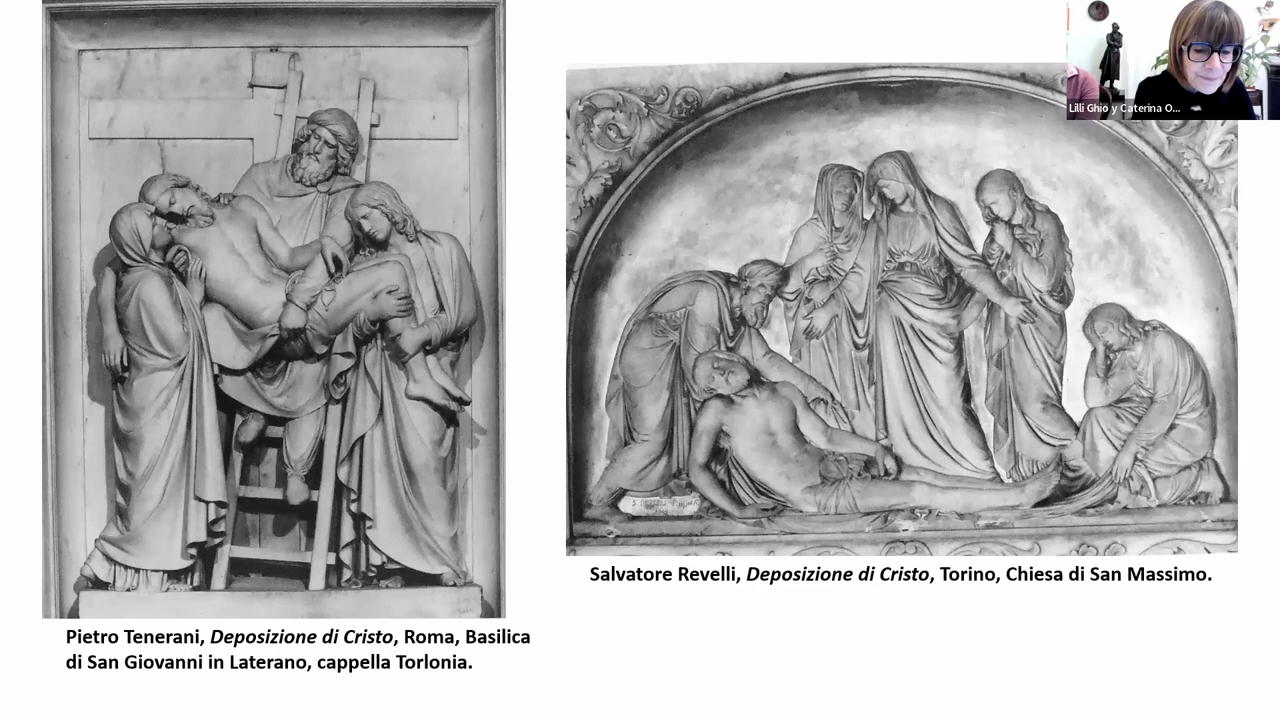 Lilli Ghio y Caterina O...
Salvatore Revelli, Deposizione di Cristo, Torino, Chiesa di San Massimo.
Pietro Tenerani, Deposizione di Cristo, Roma, Basilica
di San Giovanni in Laterano, cappella Torlonia.